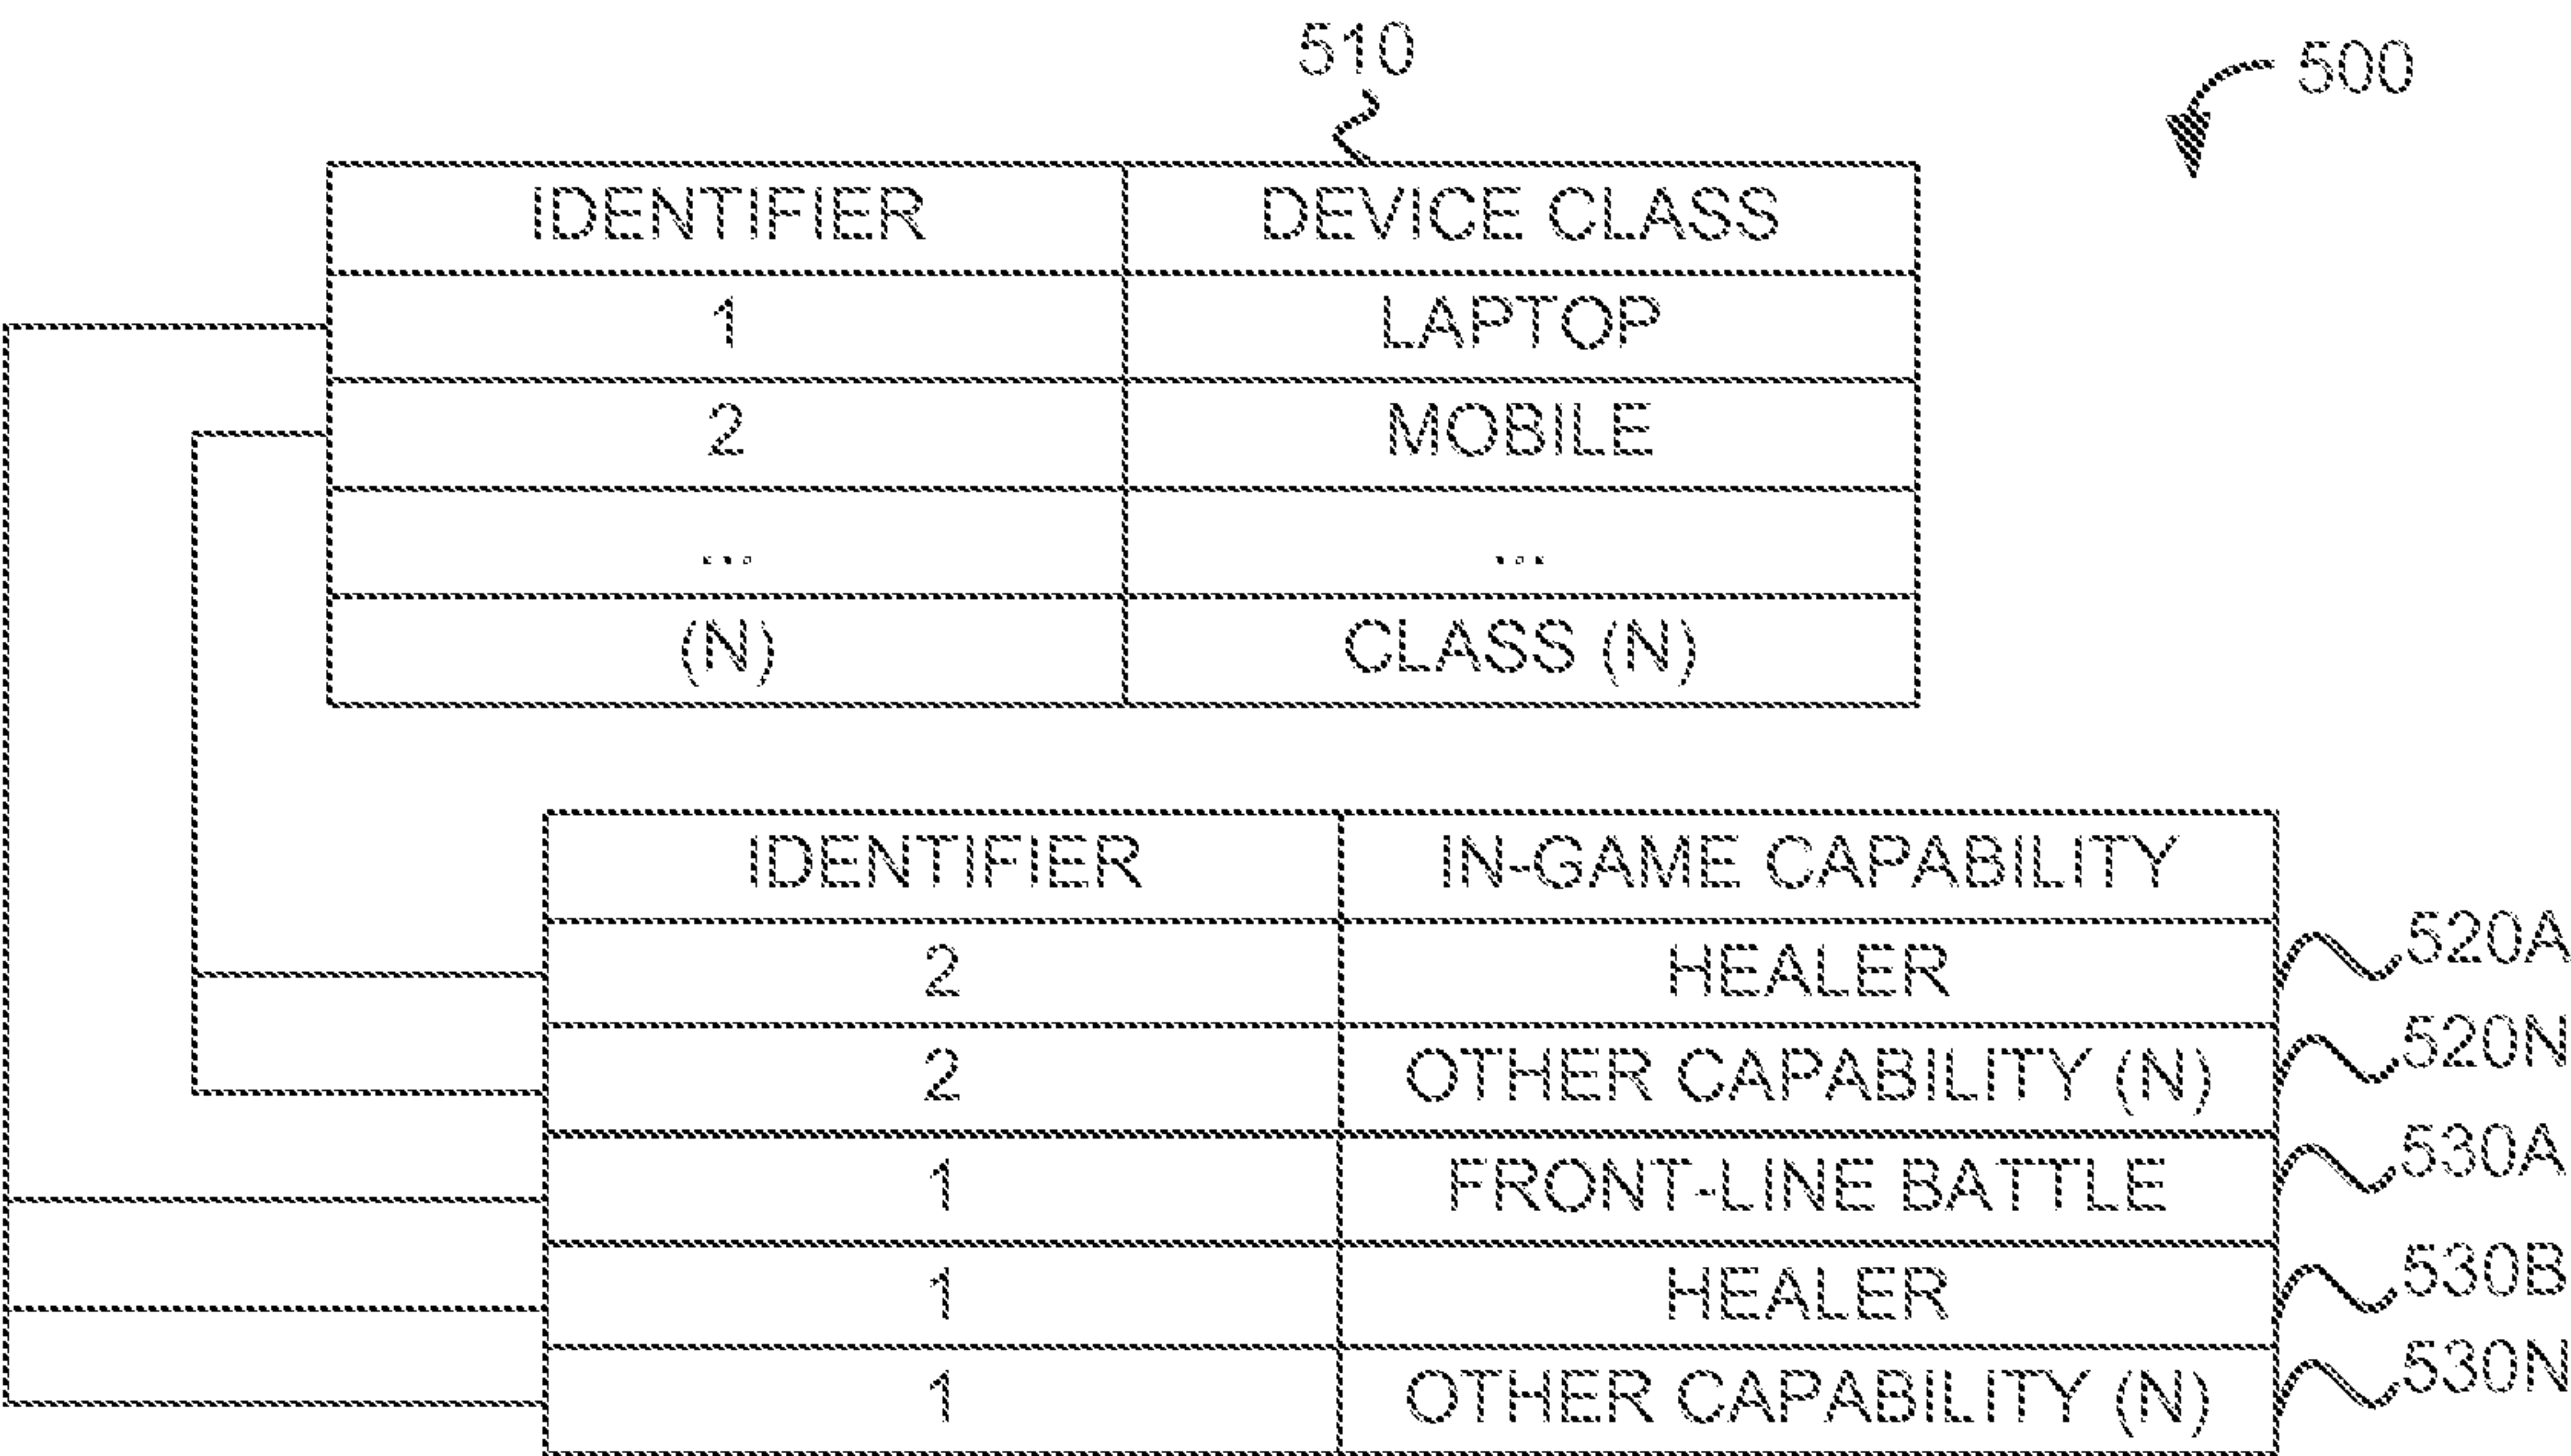 510
500
IDENTIFIER DEVICE CLASS
1 LAPTOP
2 MOBILE
... ...
(N) CLASS (N)
IDENTIFIER IN-GAME CAPABILITY
2 HEALER 520A
2 OTHER CAPABILITY (N) 520N
1 FRONT-LINE BATTLE 530A
1 HEALER 530B
1 OTHER CAPABILITY (N) 530N